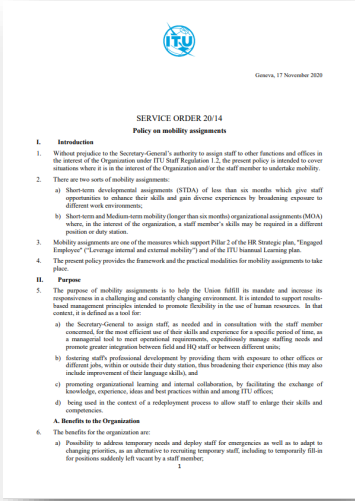 ITU
Geneva, 17 November 2020
SERVICE ORDER 20/14
Policy on mobility assignments
I. Introduction
1. Without prejudice to the Secretary-General's authority to assign staff to other functions and offices in
the interest of the Organization under ITU Staff Regulation 1.2, the present policy is intended to cover
situations where it is in the interest of the Organization and/or the staff member to undertake mobility.
2. There are two sorts of mobility assignments:
a) Short-term developmental assignments (STDA) of less than six months which give staff
opportunities to enhance their skills and gain diverse experiences by broadening exposure to
different work environments;
b) Short-term and Medium-term mobility (longer than six months) organizational assignments (MOA)
where, in the interest of the organization, a staff member's skills may be required in a different
position or duty station.
3. Mobility assignments are one of the measures which support Pillar 2 of the HR Strategic plan, "Engaged
Employee" ("Leverage internal and external mobility") and of the ITU biannual Learning plan.
4. The present policy provides the framework and the practical modalities for mobility assignments to take
place.
II. Purpose
5. The purpose of mobility assignments is to help the Union fulfill its mandate and increase its
responsiveness in a challenging and constantly changing environment. It is intended to support results-
based management principles intended to promote flexibility in the use of human resources. In that
context, it is defined as a tool for:
a) the Secretary-General to assign staff, as needed and in consultation with the staff member
concerned, for the most efficient use of their skills and experience for a specific period of time, as
a managerial tool to meet operational requirements, expeditiously manage staffing needs and
promote greater integration between field and HQ staff or between different units;
b) fostering staff's professional development by providing them with exposure to other offices or
different jobs, within or outside their duty station, thus broadening their experience (this may also
include improvement of their language skills), and
c) promoting organizational learning and internal collaboration, by facilitating the exchange of
knowledge, experience, ideas and best practices within and among ITU offices;
d) being used in the context of a redeployment process to allow staff to enlarge their skills and
competencies.
A. Benefits to the Organization
6. The benefits for the organization are:
a) Possibility to address temporary needs and deploy staff for emergencies as well as to adapt to
changing priorities, as an alternative to recruiting temporary staff, including to temporarily fill-in
for positions suddenly left vacant by a staff member;
1